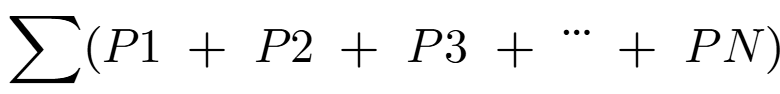 ∑(P1 + P2 + P3 + ··· + PN)